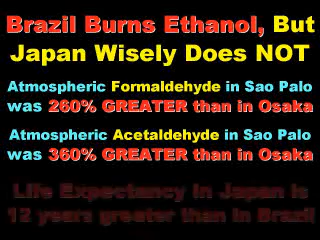 Brazil Burns Ethanol, But
Japan Wisely Does NOT
Atmospheric Formaldehyde in Sao Palo
was 260% GREATER than in Osaka
Atmospheric Acetaldehyde in Sao Palo
was 360% GREATER than in Osaka
Life Expectancy in Japan is
12 years greater than in Brazil